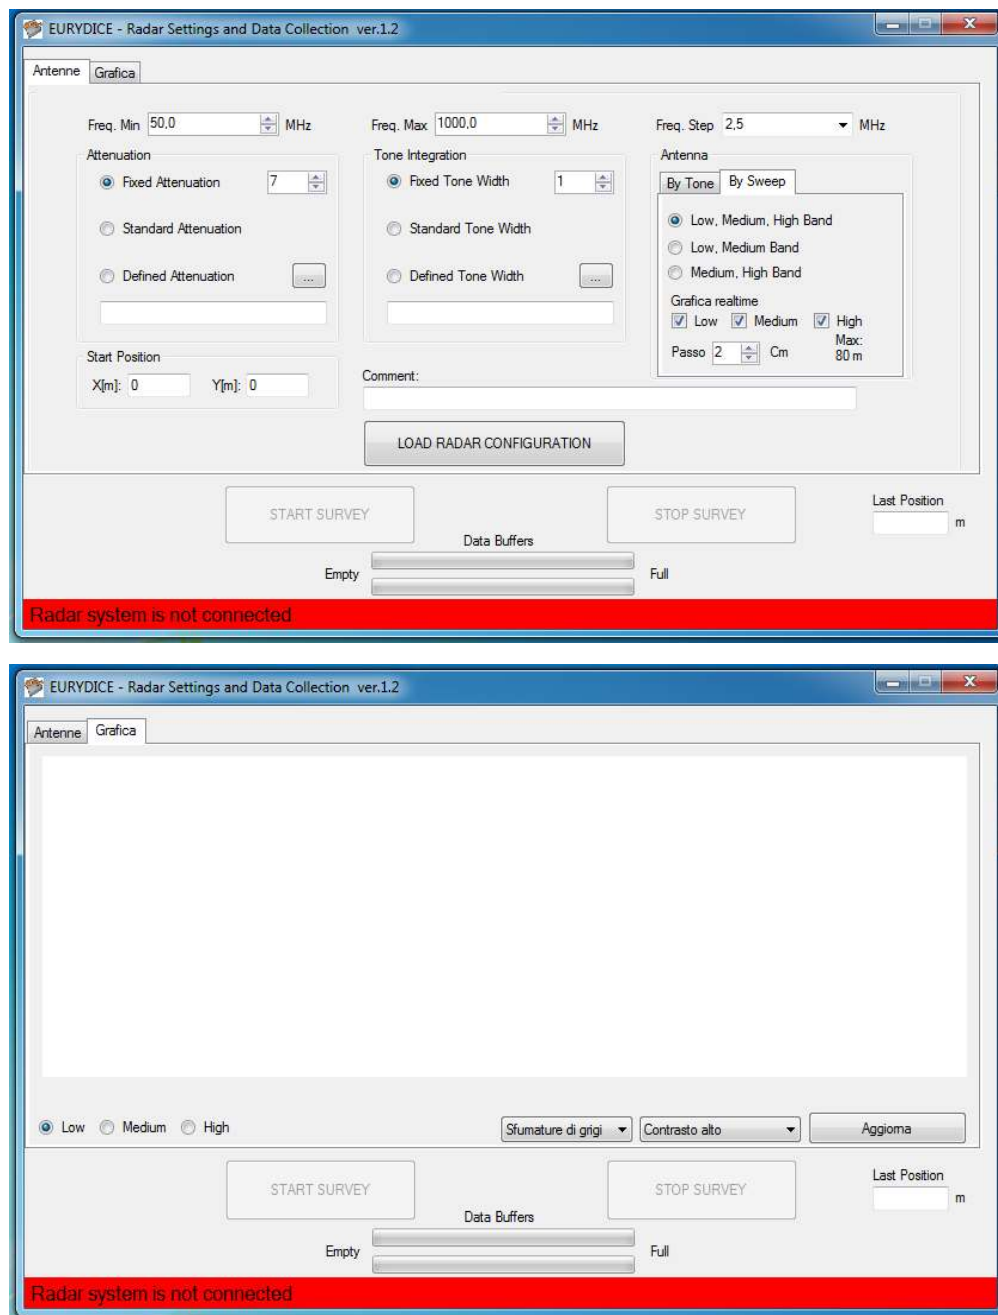 EURYDICE - Radar Settings and Data Collection ver.1.2
Antenne Grafica
Freq. Min 50,0 MHz Freq. Max 1000,0 MHz Freq. Step 2,5 MHz
Attenuation
Fixed Attenuation 7
Standard Attenuation
Defined Attenuation ...
Tone Integration
Fixed Tone Width 1
Standard Tone Width
Defined Tone Width ...
Antenna
By Tone By Sweep
Low, Medium, High Band
Low, Medium Band
Medium, High Band
Grafica realtime
Low Medium High
Passo 2 Cm
Max:
80 m
Start Position
X[m]: 0 Y[m]: 0
Comment:
LOAD RADAR CONFIGURATION
START SURVEY STOP SURVEY
Last Position
m
Data Buffers
Empty Full
Radar system is not connected
EURYDICE - Radar Settings and Data Collection ver.1.2
Antenne Grafica
Low Medium High
Sfumature di grigi Contrasto alto Aggiorna
START SURVEY STOP SURVEY
Last Position
m
Data Buffers
Empty Full
Radar system is not connected